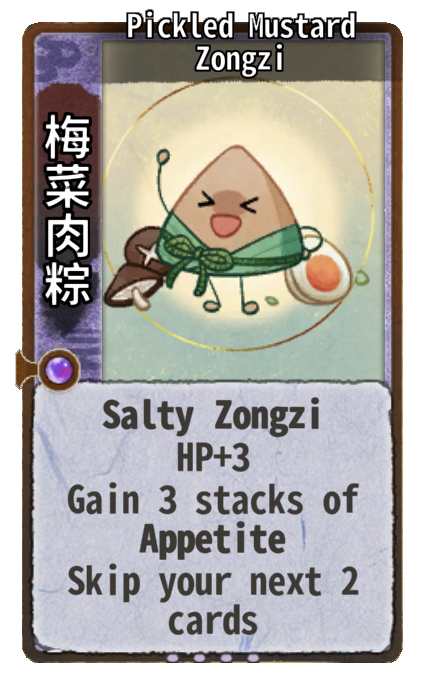 Pickled Mustard
Zongzi
梅菜肉粽
Salty Zongzi
HP+3
Gain 3 stacks of
Appetite
Skip your next 2
cards